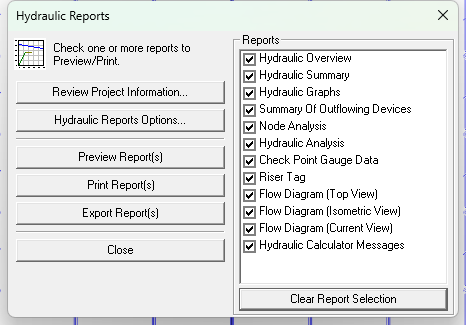 Hydraulic Reports
Check one or more reports to
Preview/Print.
Review Project Information...
Hydraulic Reports Options...
Preview Report(s)
Print Report(s)
Export Report(s)
Close
Reports
Hydraulic Overview
Hydraulic Summary
Hydraulic Graphs
Summary Of Outflowing Devices
Node Analysis
Hydraulic Analysis
Check Point Gauge Data
Riser Tag
Flow Diagram (Top View)
Flow Diagram (Isometric View)
Flow Diagram (Current View)
Hydraulic Calculator Messages
Clear Report Selection